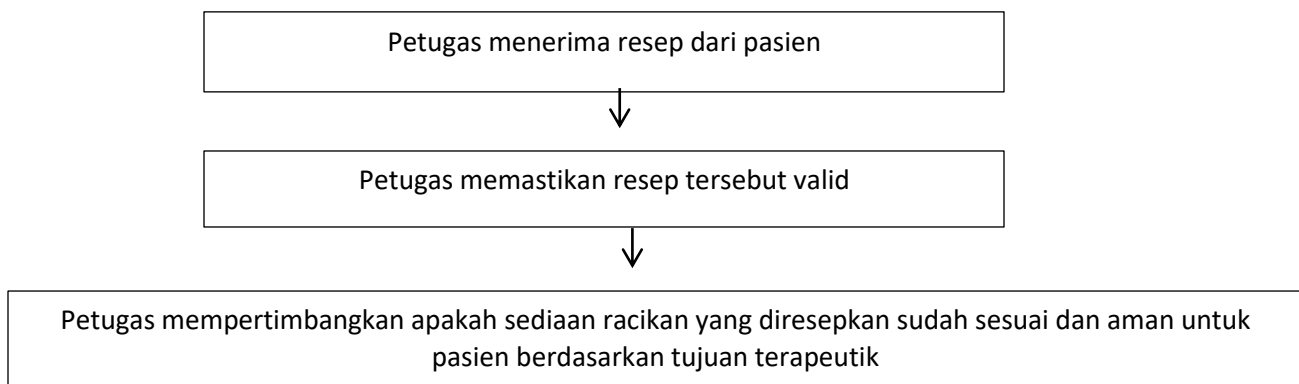 Petugas menerima resep dari pasien
Petugas memastikan resep tersebut valid
Petugas mempertimbangkan apakah sediaan racikan yang diresepkan sudah sesuai dan aman untuk
pasien berdasarkan tujuan terapeutik